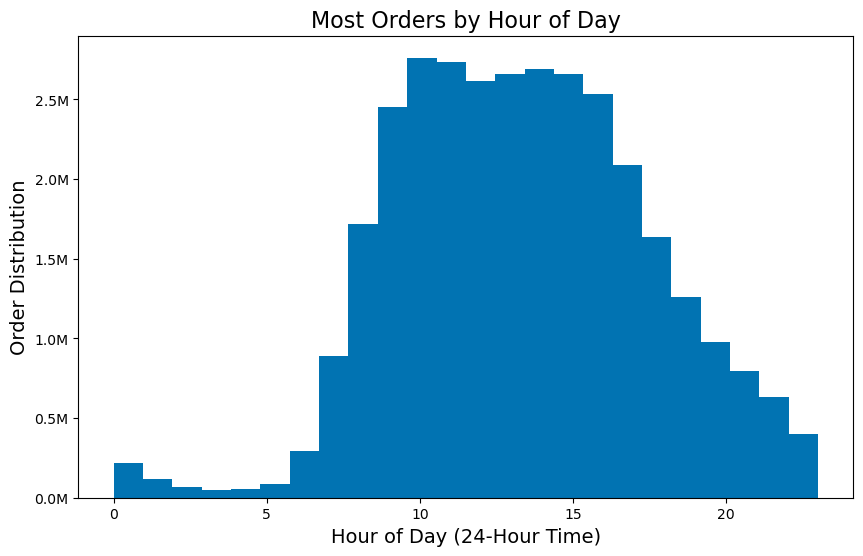 Most Orders by Hour of Day
Order Distribution
2.5M
2.0M
1.5M
1.0M
0.5M
0.0M
0 5 10 15 20
Hour of Day (24-Hour Time)